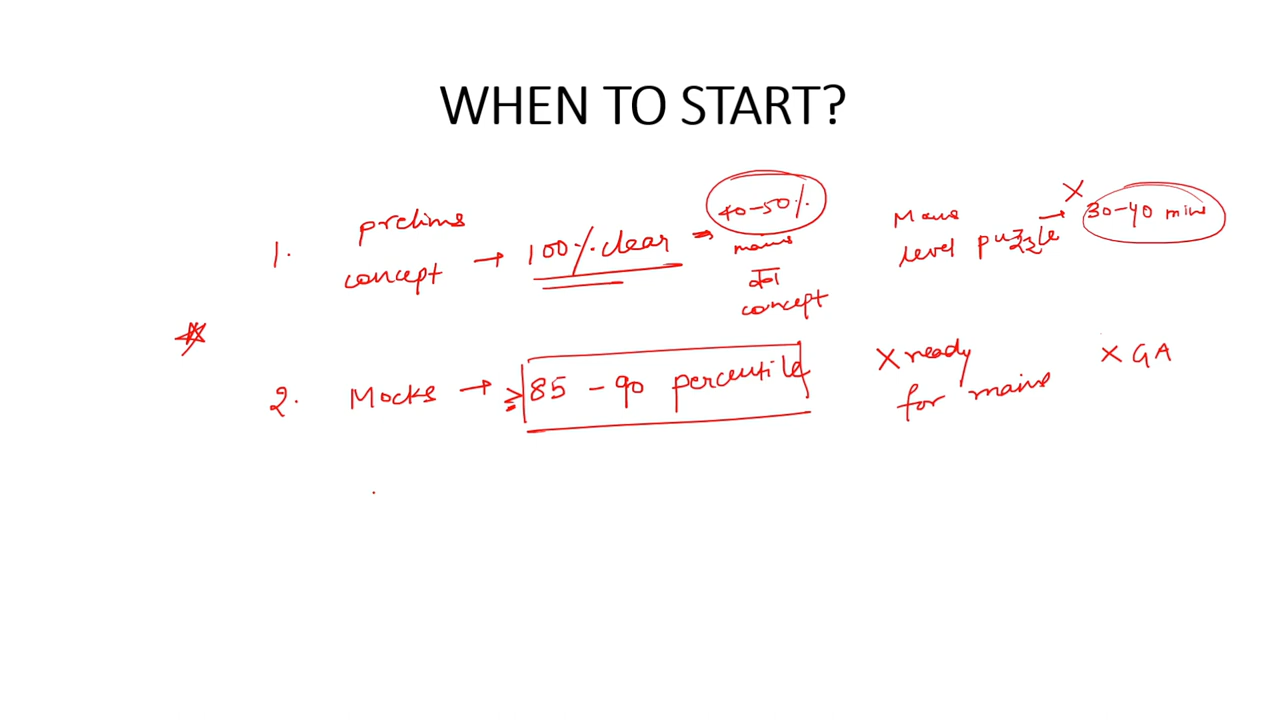 WHEN TO START?
1. prelims concept → 100% clear ⇒ 40-50% mains का concept
Mains level puzzle → X 30-40 mins
2. Mocks → ≥ 85 - 90 percentile X ready for mains X GA